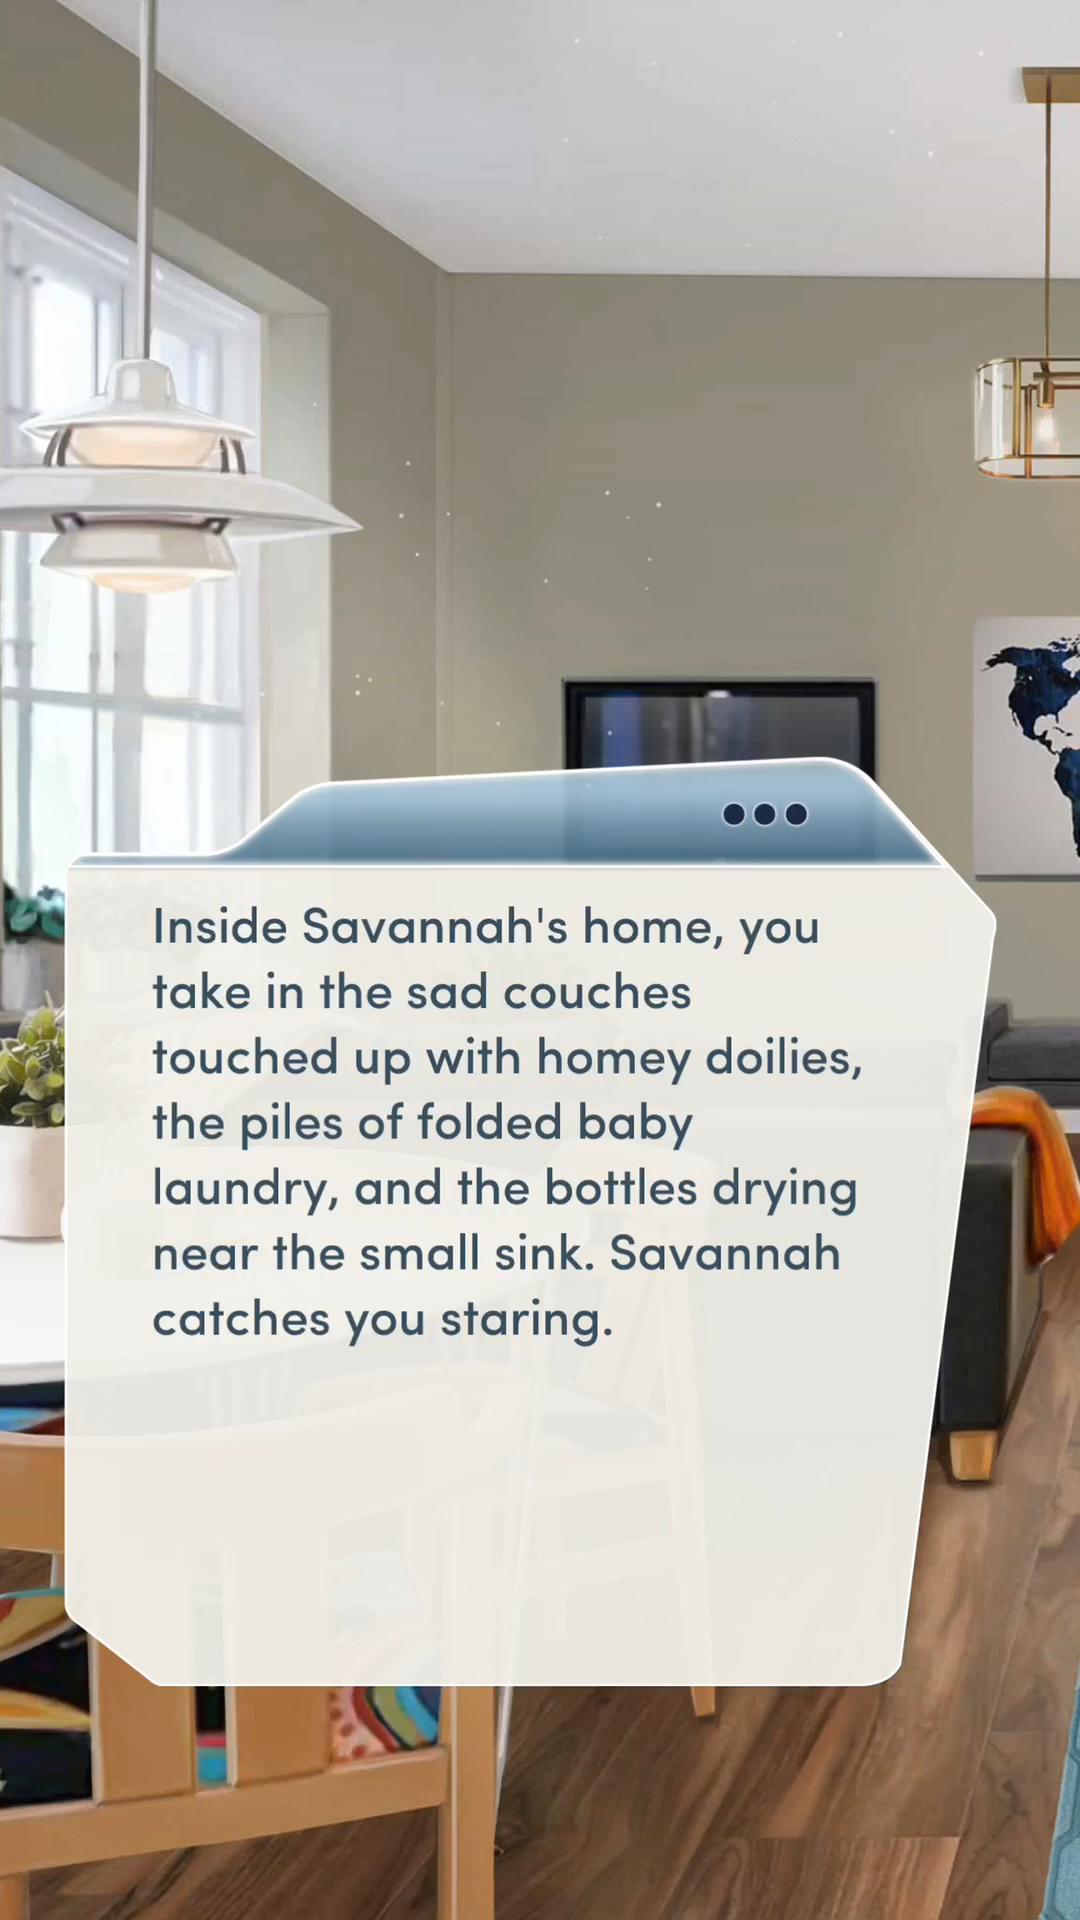 Inside Savannah's home, you
take in the sad couches
touched up with homey doilies,
the piles of folded baby
laundry, and the bottles drying
near the small sink. Savannah
catches you staring.